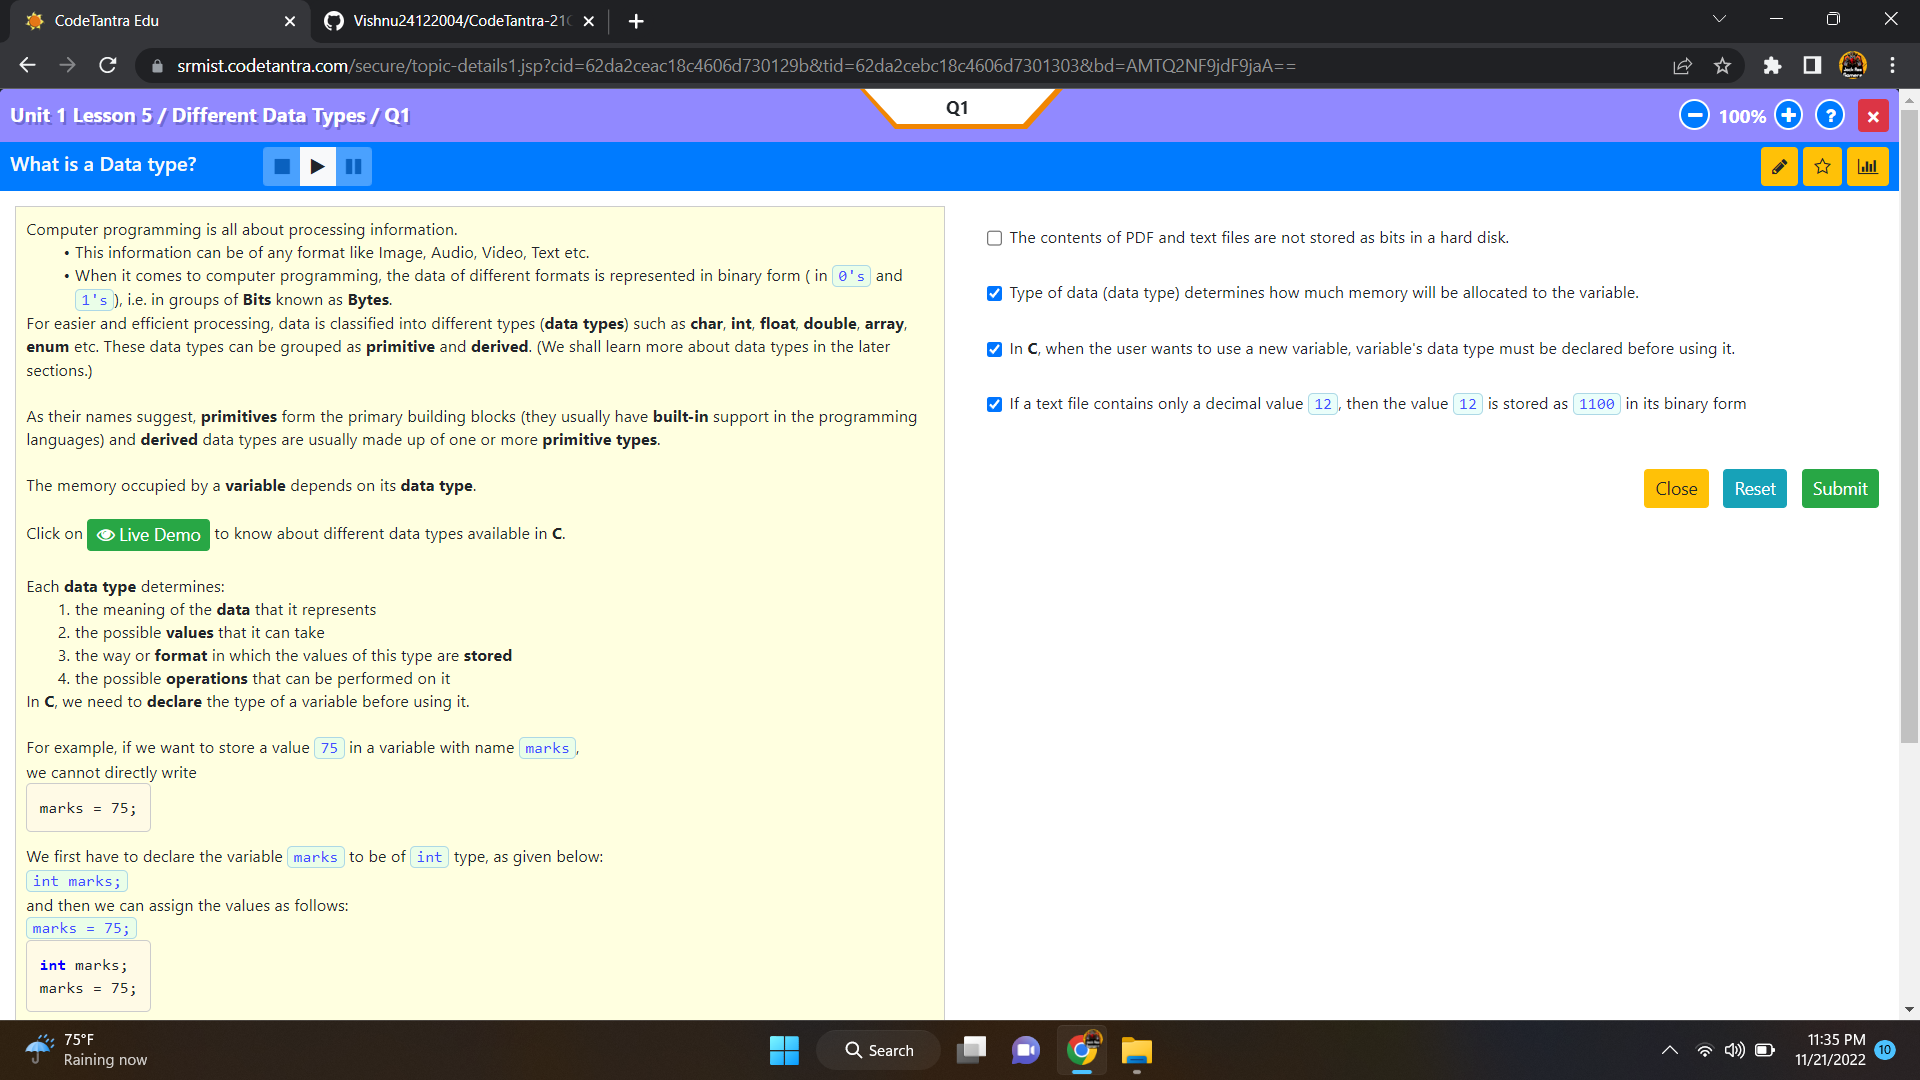 CodeTantra Edu
Vishnu24122004/CodeTantra-21
srmist.codetantra.com/secure/topic-details1.jsp?cid=62da2ceac18c4606d730129b&tid=62da2cebc18c4606d7301303&bd=AMTQ2NF9jdF9jaA==
Unit 1 Lesson 5 / Different Data Types / Q1
Q1
100%
?
What is a Data type?
Computer programming is all about processing information.
• This information can be of any format like Image, Audio, Video, Text etc.
• When it comes to computer programming, the data of different formats is represented in binary form ( in 0's and
1's ), i.e. in groups of Bits known as Bytes.
For easier and efficient processing, data is classified into different types (data types) such as char, int, float, double, array,
enum etc. These data types can be grouped as primitive and derived. (We shall learn more about data types in the later
sections.)
As their names suggest, primitives form the primary building blocks (they usually have built-in support in the programming
languages) and derived data types are usually made up of one or more primitive types.
The memory occupied by a variable depends on its data type.
Click on Live Demo to know about different data types available in C.
Each data type determines:
1. the meaning of the data that it represents
2. the possible values that it can take
3. the way or format in which the values of this type are stored
4. the possible operations that can be performed on it
In C, we need to declare the type of a variable before using it.
For example, if we want to store a value 75 in a variable with name marks,
we cannot directly write
marks = 75;
We first have to declare the variable marks to be of int type, as given below:
int marks;
and then we can assign the values as follows:
marks = 75;
int marks;
marks = 75;
The contents of PDF and text files are not stored as bits in a hard disk.
Type of data (data type) determines how much memory will be allocated to the variable.
In C, when the user wants to use a new variable, variable's data type must be declared before using it.
If a text file contains only a decimal value 12, then the value 12 is stored as 1100 in its binary form
Close
Reset
Submit
75°F
Raining now
Search
11:35 PM
11/21/2022
10